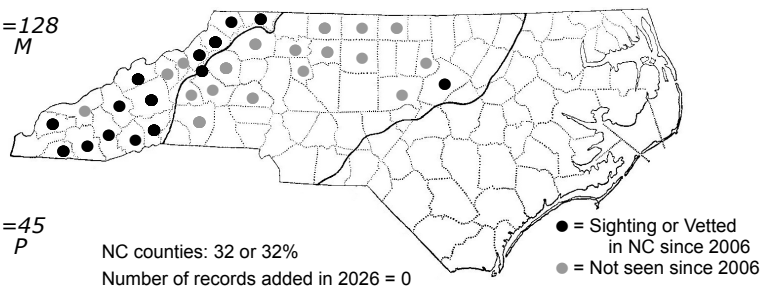 =128
M
=45
P
NC counties: 32 or 32%
Number of records added in 2026 = 0
= Sighting or Vetted
in NC since 2006
= Not seen since 2006